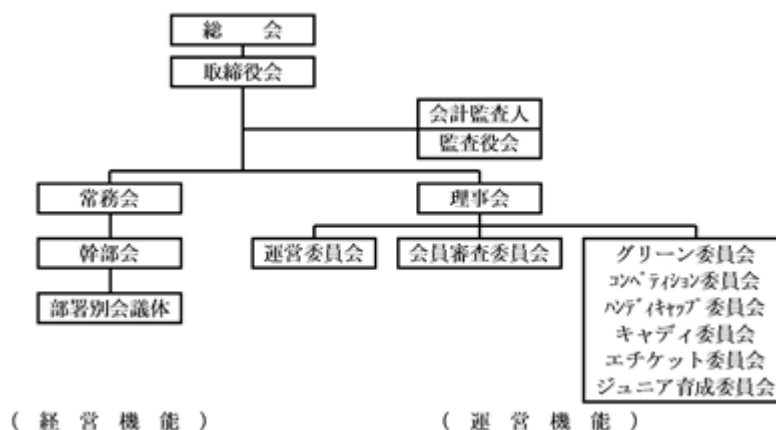 総　会
取締役会
会計監査人
監査役会
常務会
理事会
幹部会
運営委員会
会員審査委員会
グリーン委員会
ｺﾝﾍﾟﾃｨｼｮﾝ委員会
ﾊﾝﾃﾞｨｷｬｯﾌﾟ委員会
キャディ委員会
エチケット委員会
ジュニア育成委員会
部署別会議体
（ 経 営 機 能 ）
（ 運 営 機 能 ）